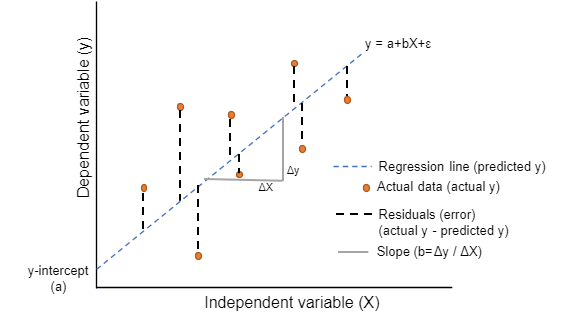 y = a+bX+ε
Dependent variable (y)
Δy
ΔX
Regression line (predicted y)
Actual data (actual y)
Residuals (error)
(actual y - predicted y)
Slope (b=Δy / ΔX)
y-intercept
(a)
Independent variable (X)